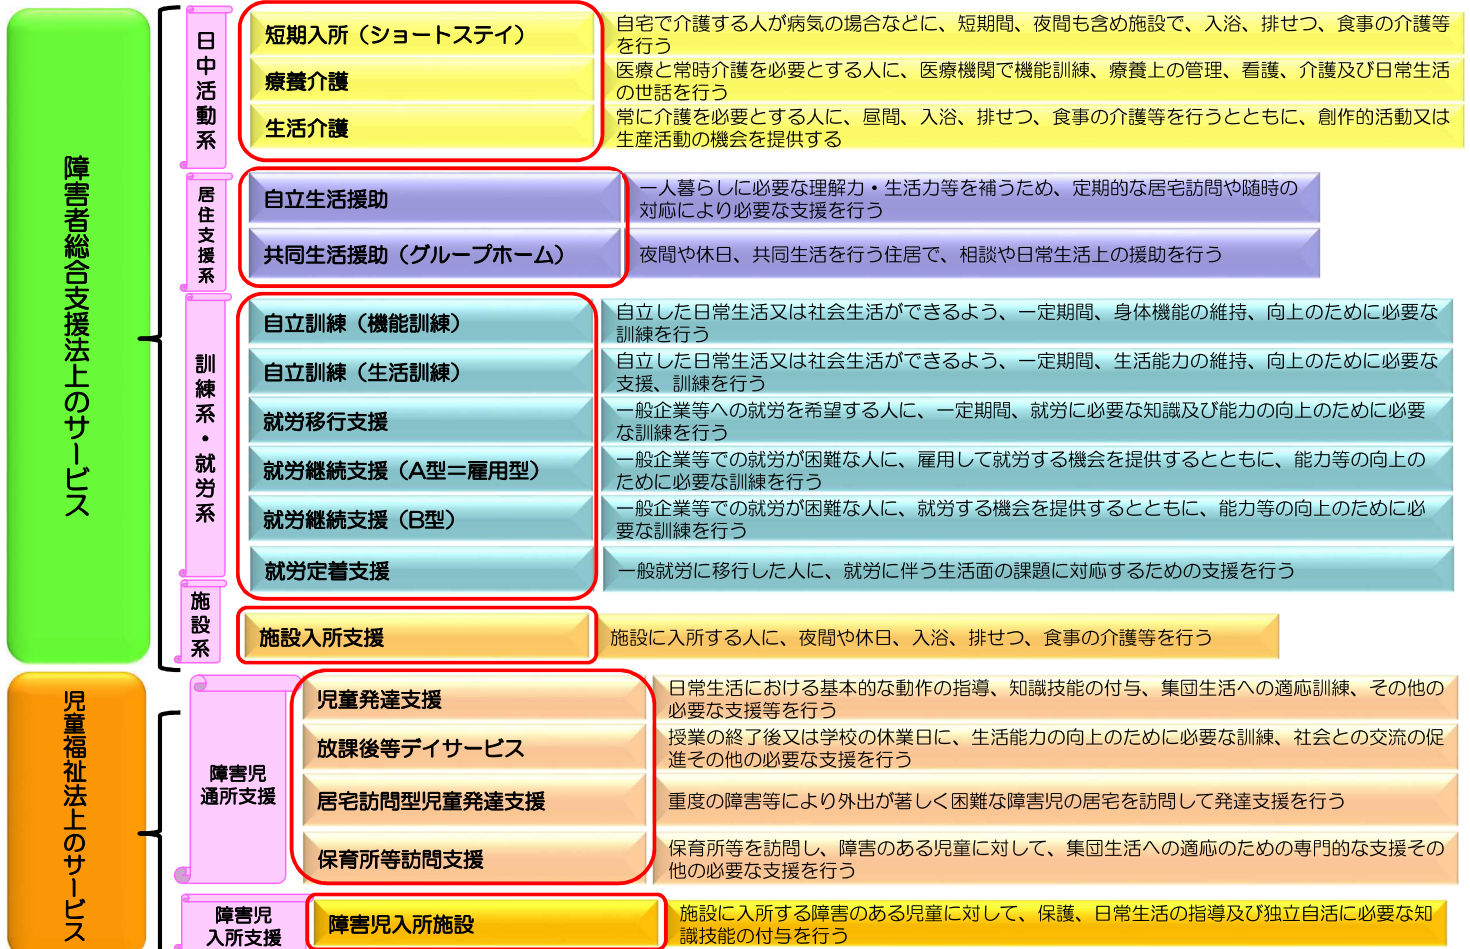 障害者総合支援法上のサービス
日中活動系
短期入所（ショートステイ）
自宅で介護する人が病気の場合などに、短期間、夜間も含め施設で、入浴、排せつ、食事の介護等
を行う
療養介護
医療と常時介護を必要とする人に、医療機関で機能訓練、療養上の管理、看護、介護及び日常生活
の世話を行う
生活介護
常に介護を必要とする人に、昼間、入浴、排せつ、食事の介護等を行うとともに、創作的活動又は
生産活動の機会を提供する
居住支援系
自立生活援助
一人暮らしに必要な理解力・生活力等を補うため、定期的な居宅訪問や随時の
対応により必要な支援を行う
共同生活援助（グループホーム）
夜間や休日、共同生活を行う住居で、相談や日常生活上の援助を行う
訓練系・就労系
自立訓練（機能訓練）
自立した日常生活又は社会生活ができるよう、一定期間、身体機能の維持、向上のために必要な
訓練を行う
自立訓練（生活訓練）
自立した日常生活又は社会生活ができるよう、一定期間、生活能力の維持、向上のために必要な
支援、訓練を行う
就労移行支援
一般企業等への就労を希望する人に、一定期間、就労に必要な知識及び能力の向上のために必要
な訓練を行う
就労継続支援（A型＝雇用型）
一般企業等での就労が困難な人に、雇用して就労する機会を提供するとともに、能力等の向上の
ために必要な訓練を行う
就労継続支援（B型）
一般企業等での就労が困難な人に、就労する機会を提供するとともに、能力等の向上のために必
要な訓練を行う
就労定着支援
一般就労に移行した人に、就労に伴う生活面の課題に対応するための支援を行う
施設系
施設入所支援
施設に入所する人に、夜間や休日、入浴、排せつ、食事の介護等を行う
児童福祉法上のサービス
障害児
通所支援
児童発達支援
日常生活における基本的な動作の指導、知識技能の付与、集団生活への適応訓練、その他の
必要な支援等を行う
放課後等デイサービス
授業の終了後又は学校の休業日に、生活能力の向上のために必要な訓練、社会との交流の促
進その他の必要な支援を行う
居宅訪問型児童発達支援
重度の障害等により外出が著しく困難な障害児の居宅を訪問して発達支援を行う
保育所等訪問支援
保育所等を訪問し、障害のある児童に対して、集団生活への適応のための専門的な支援その
他の必要な支援を行う
障害児
入所支援
障害児入所施設
施設に入所する障害のある児童に対して、保護、日常生活の指導及び独立自活に必要な知
識技能の付与を行う